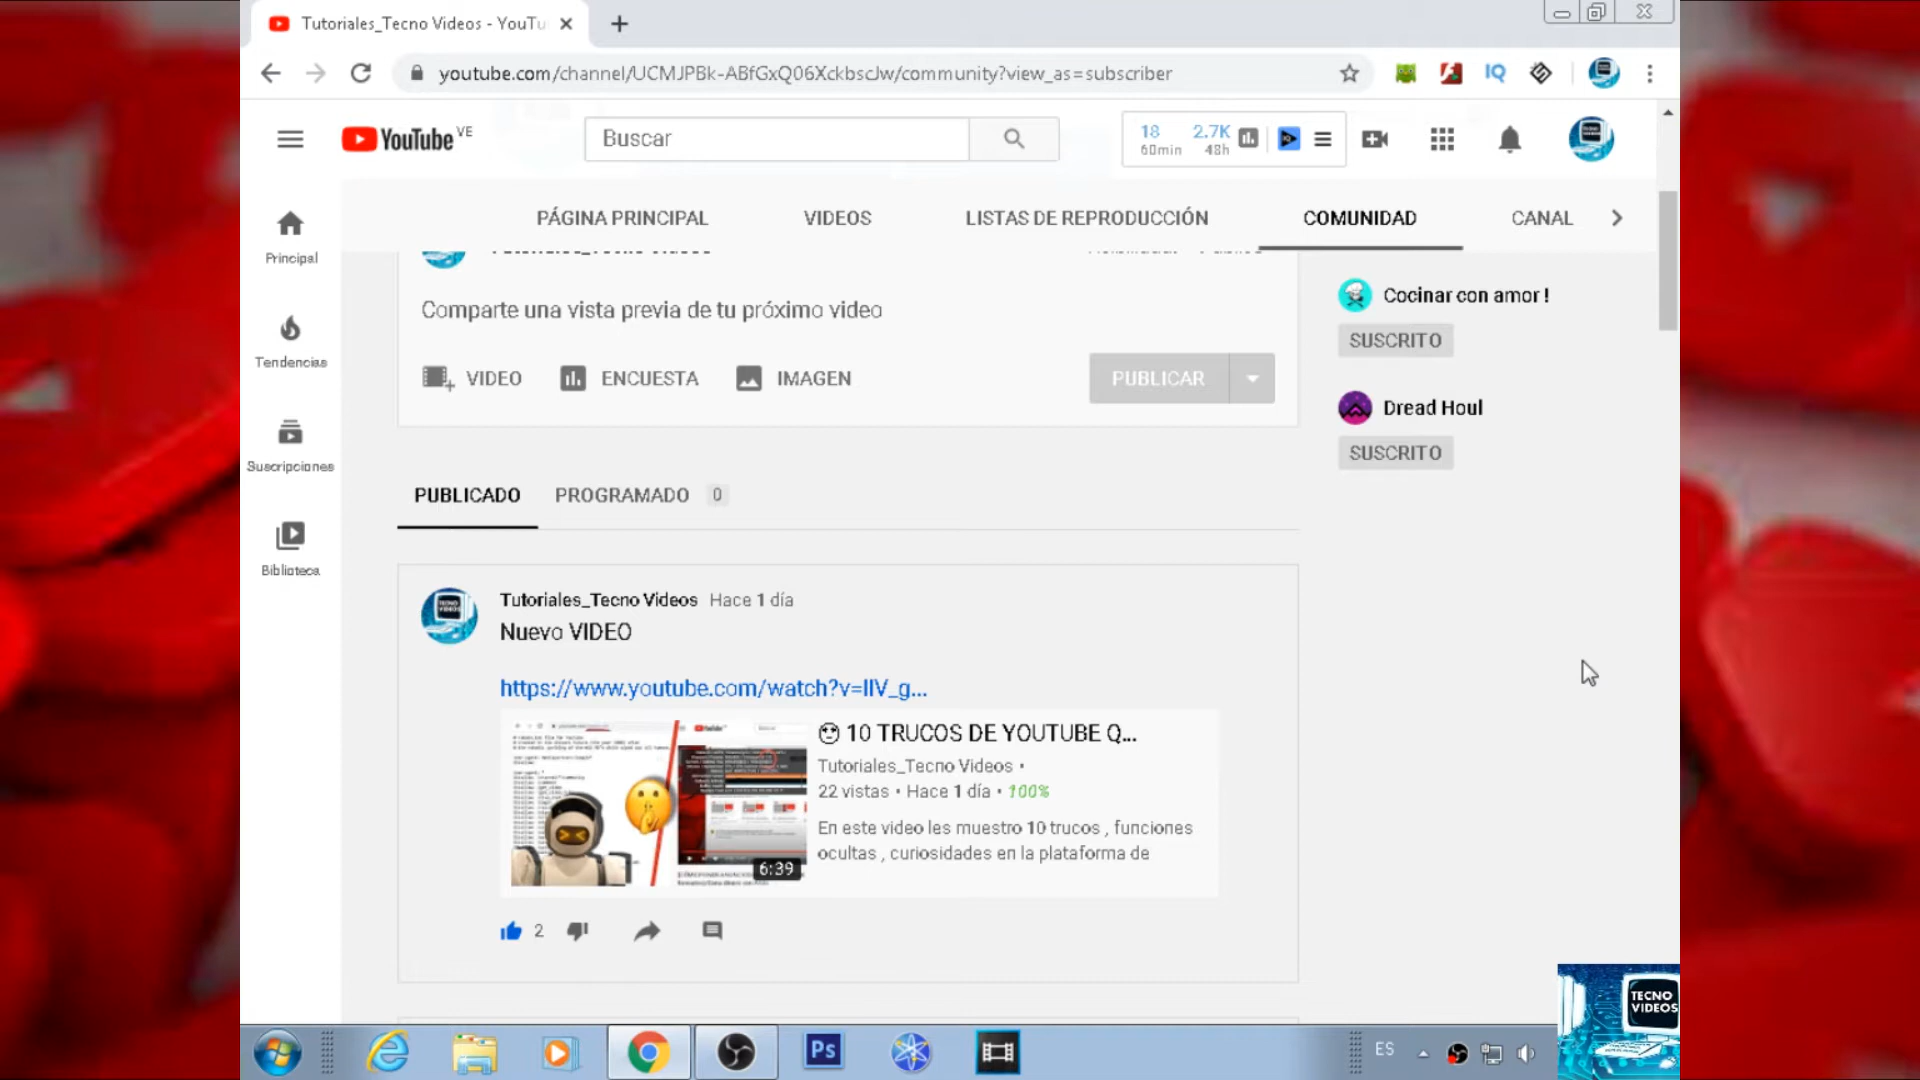 Tutoriales_Tecno Videos - YouTu
youtube.com/channel/UCMJPBk-ABfGxQ06XckbscJw/community?view_as=subscriber
YouTube VE
Buscar
18 2.7K
60min 48h
PÁGINA PRINCIPAL VIDEOS LISTAS DE REPRODUCCIÓN COMUNIDAD CANAL
Principal
Tendencias
Suscripciones
Biblioteca
Comparte una vista previa de tu próximo video
VIDEO ENCUESTA IMAGEN PUBLICAR
Cocinar con amor !
SUSCRITO
Dread Houl
SUSCRITO
PUBLICADO PROGRAMADO 0
Tutoriales_Tecno Videos Hace 1 día
Nuevo VIDEO
https://www.youtube.com/watch?v=IIV_g...
10 TRUCOS DE YOUTUBE Q...
Tutoriales_Tecno Videos •
22 vistas • Hace 1 día • 100%
En este video les muestro 10 trucos , funciones
ocultas , curiosidades en la plataforma de
6:39
2
Ps
ES
TECNO
VIDEOS